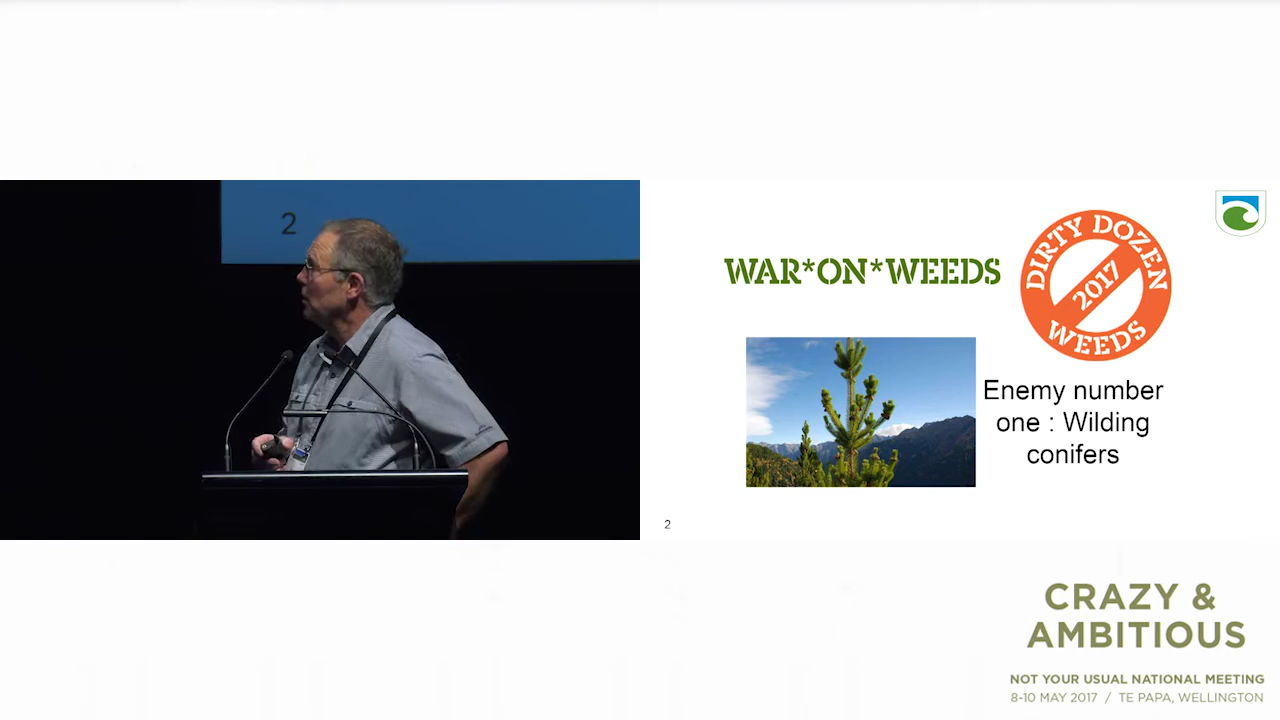 2
WAR*ON*WEEDS
DIRTY DOZEN
2017
WEEDS
Enemy number
one : Wilding
conifers
2
CRAZY &
AMBITIOUS
NOT YOUR USUAL NATIONAL MEETING
8-10 MAY 2017 / TE PAPA, WELLINGTON